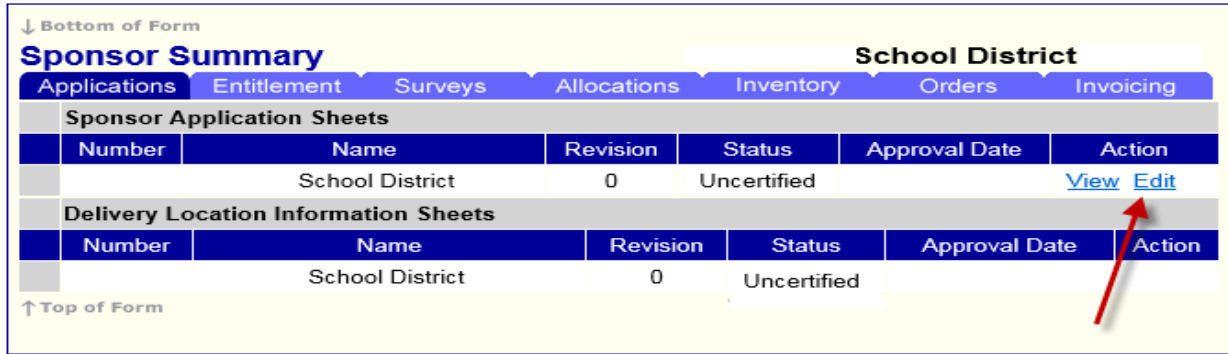 ↓ Bottom of Form
Sponsor Summary School District
Applications Entitlement Surveys Allocations Inventory Orders Invoicing
Sponsor Application Sheets
Number Name Revision Status Approval Date Action
School District 0 Uncertified View Edit
Delivery Location Information Sheets
Number Name Revision Status Approval Date Action
School District 0 Uncertified
↑ Top of Form